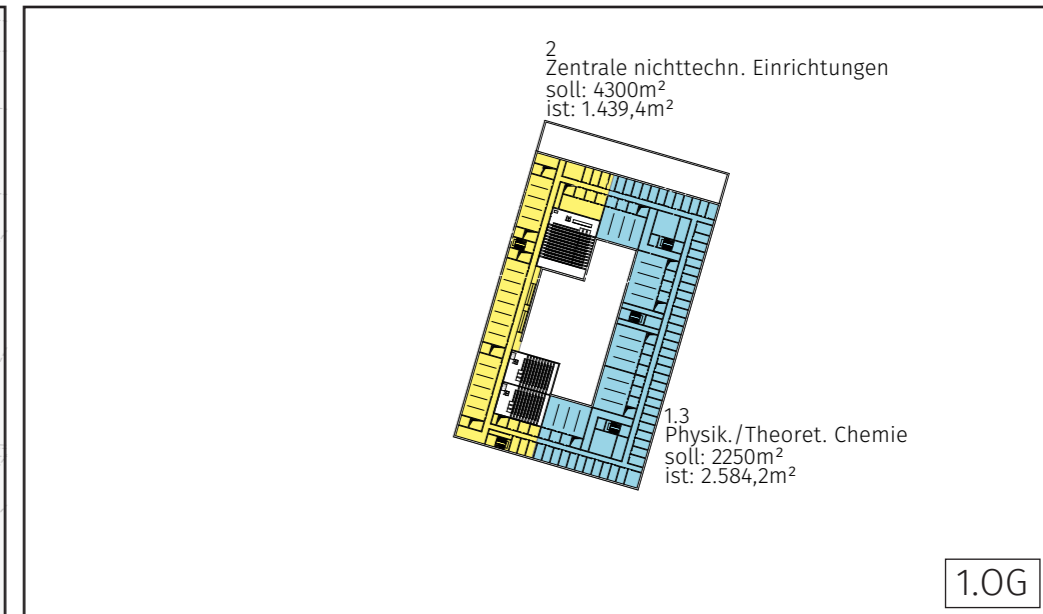 2
Zentrale nichttechn. Einrichtungen
soll: 4300m²
ist: 1.439,4m²
1.3
Physik./Theoret. Chemie
soll: 2250m²
ist: 2.584,2m²
1.OG